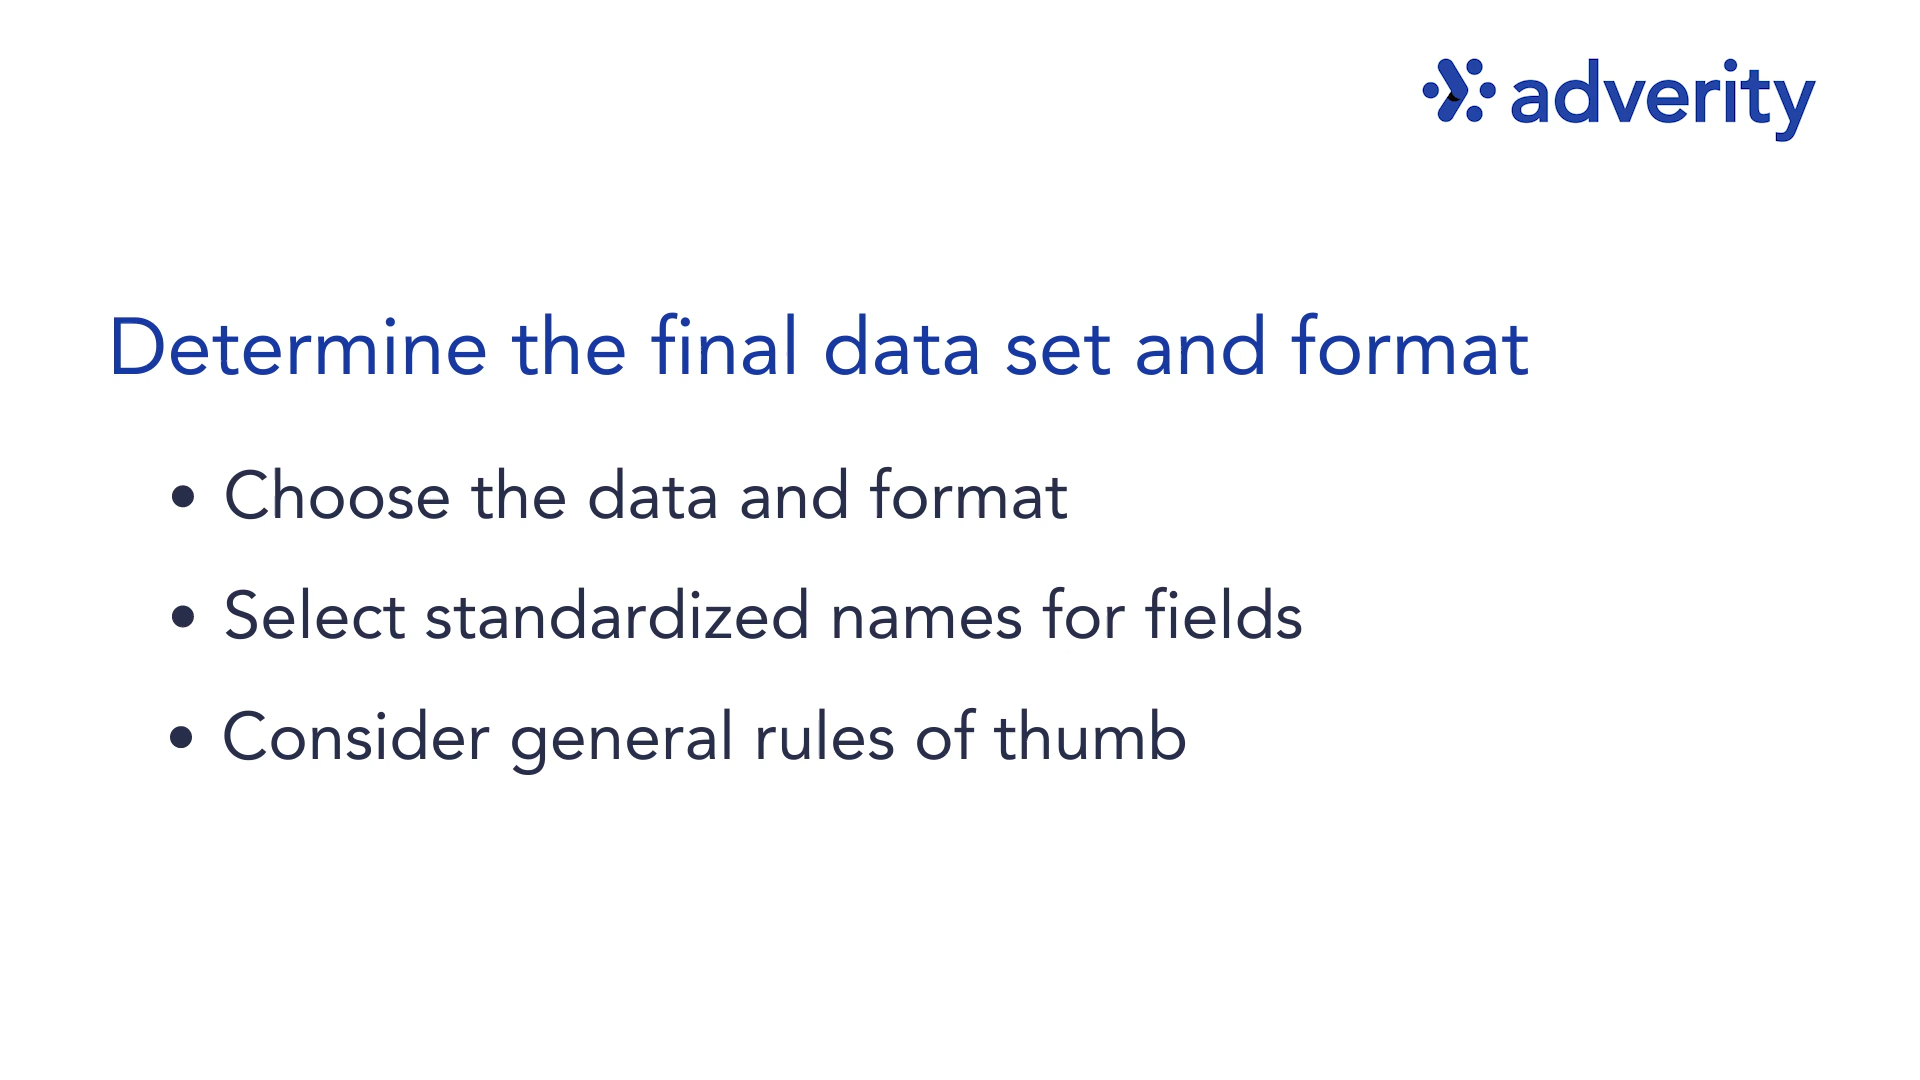 adverity
Determine the final data set and format
• Choose the data and format
• Select standardized names for fields
• Consider general rules of thumb